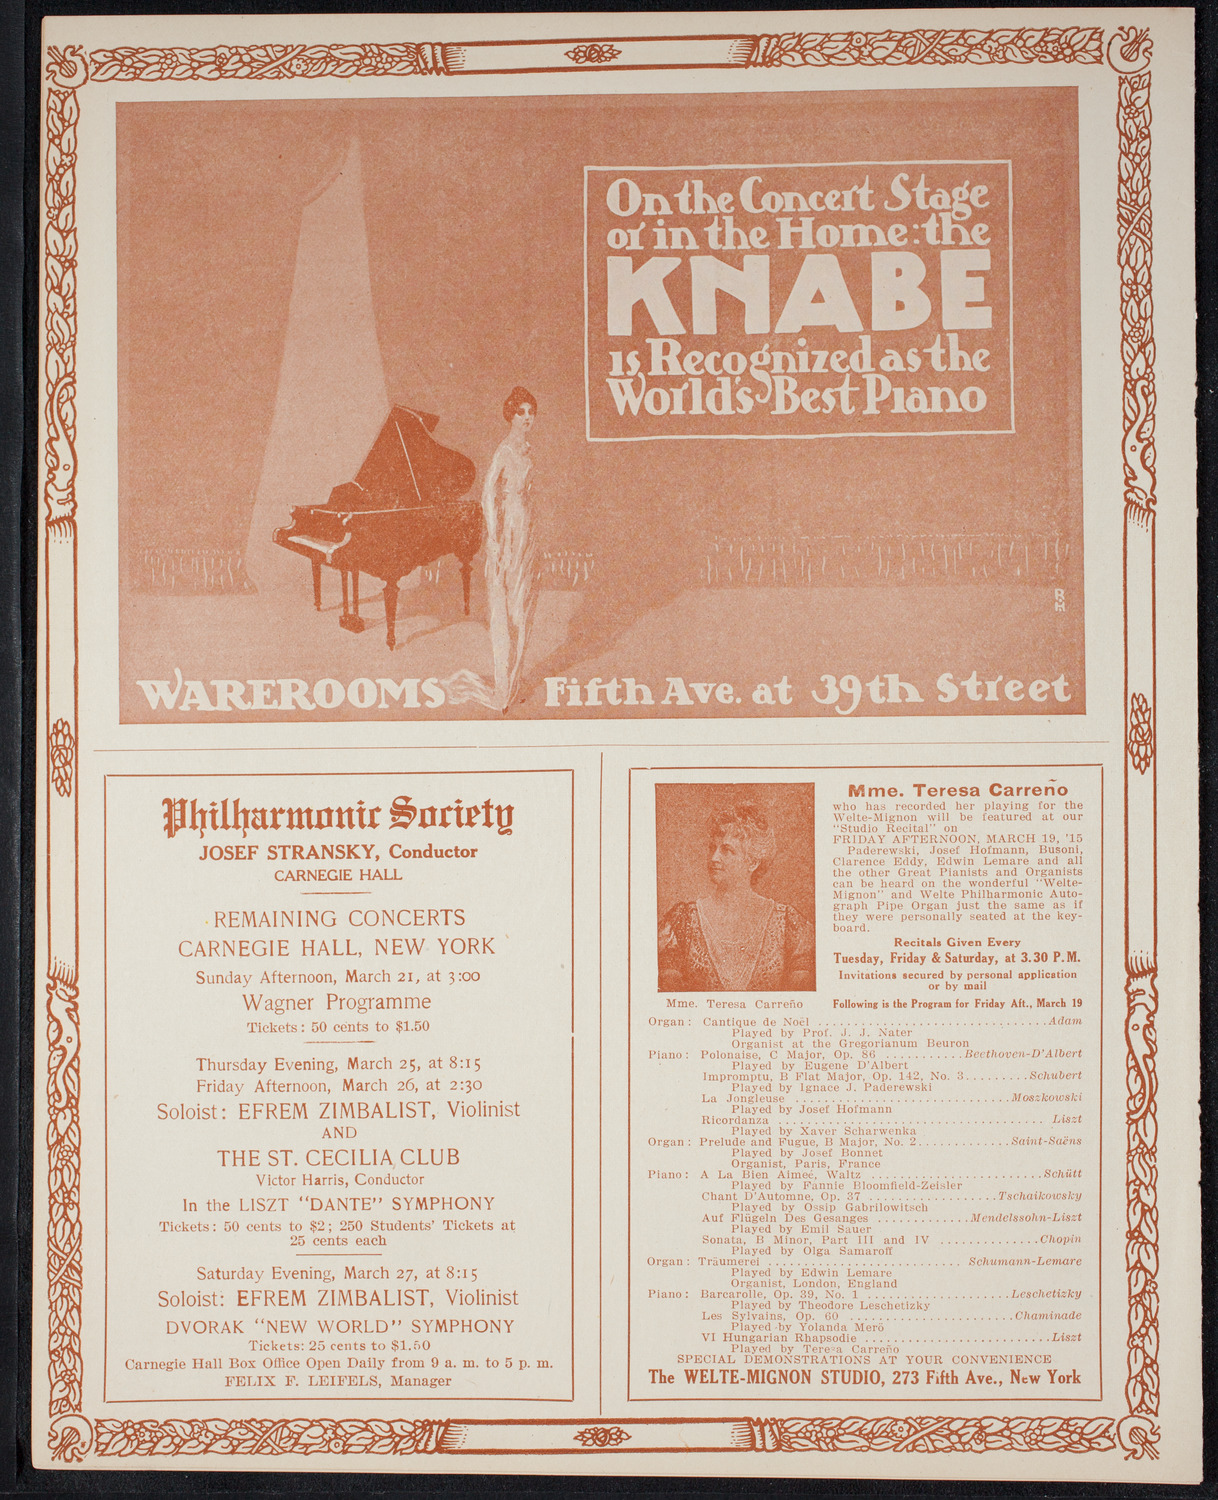 On the Concert Stage
or in the Home: the
KNABE
is Recognized as the
World's Best Piano
R
M
WAREROOMS Fifth Ave. at 39th Street
Philharmonic Society
JOSEF STRANSKY, Conductor
CARNEGIE HALL
REMAINING CONCERTS
CARNEGIE HALL, NEW YORK
Sunday Afternoon, March 21, at 3:00
Wagner Programme
Tickets: 50 cents to $1.50
Thursday Evening, March 25, at 8:15
Friday Afternoon, March 26, at 2:30
Soloist: EFREM ZIMBALIST, Violinist
AND
THE ST. CECILIA CLUB
Victor Harris, Conductor
In the LISZT "DANTE" SYMPHONY
Tickets: 50 cents to $2; 250 Students' Tickets at
25 cents each
Saturday Evening, March 27, at 8:15
Soloist: EFREM ZIMBALIST, Violinist
DVORAK "NEW WORLD" SYMPHONY
Tickets: 25 cents to $1.50
Carnegie Hall Box Office Open Daily from 9 a. m. to 5 p. m.
FELIX F. LEIFELS, Manager
Mme. Teresa Carreño
who has recorded her playing for the
Welte-Mignon will be featured at our
"Studio Recital" on
FRIDAY AFTERNOON, MARCH 19, '15
Paderewski, Josef Hofmann, Busoni,
Clarence Eddy, Edwin Lemare and all
the other Great Pianists and Organists
can be heard on the wonderful "Welte-
Mignon" and Welte Philharmonic Auto-
graph Pipe Organ just the same as if
they were personally seated at the key-
board.
Recitals Given Every
Tuesday, Friday & Saturday, at 3.30 P.M.
Invitations secured by personal application
or by mail
Mme. Teresa Carreño
Following is the Program for Friday Aft., March 19
Organ: Cantique de Noël ..............................Adam
Played by Prof. J. J. Nater
Organist at the Gregorianum Beuron
Piano: Polonaise, C Major, Op. 86 ...........Beethoven-D'Albert
Played by Eugene D'Albert
Impromptu, B Flat Major, Op. 142, No. 3.........Schubert
Played by Ignace J. Paderewski
La Jongleuse ..............................Moszkowski
Played by Josef Hofmann
Ricordanza ..................................... Liszt
Played by Xaver Scharwenka
Organ: Prelude and Fugue, B Major, No. 2.............Saint-Saëns
Played by Josef Bonnet
Organist, Paris, France
Piano: A La Bien Aimeé, Waltz ........................Schütt
Played by Fannie Bloomfield-Zeisler
Chant D'Automne, Op. 37 ..................Tschaikowsky
Played by Ossip Gabrilowitsch
Auf Flügeln Des Gesanges .............Mendelssohn-Liszt
Played by Emil Sauer
Sonata, B Minor, Part III and IV ..............Chopin
Played by Olga Samaroff
Organ: Träumerei ........................... Schumann-Lemare
Played by Edwin Lemare
Organist, London, England
Piano: Barcarolle, Op. 39, No. 1 ....................Leschetizky
Played by Theodore Leschetizky
Les Sylvains, Op. 60 .......................Chaminade
Played by Yolanda Merö
VI Hungarian Rhapsodie ..........................Liszt
Played by Teresa Carreño
SPECIAL DEMONSTRATIONS AT YOUR CONVENIENCE
The WELTE-MIGNON STUDIO, 273 Fifth Ave., New York